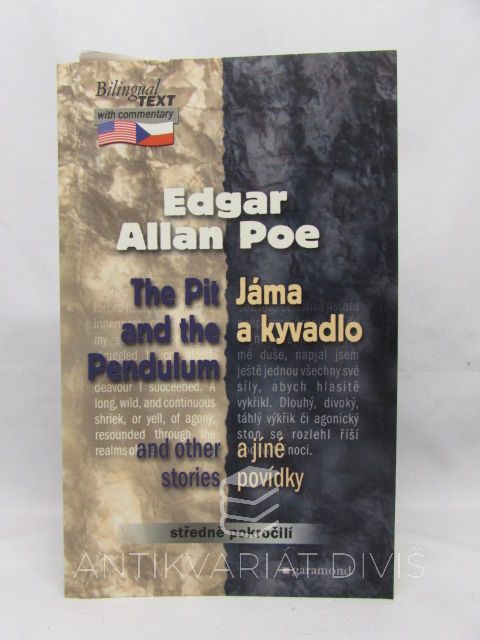 Bilingual
TEXT
with commentary
Edgar
Allan Poe
The Pit
and the
Pendulum
Jáma
a kyvadlo
deavour I succeeded. A
long, wild, and continuous
shriek, or yell, of agony,
resounded through the
realms of
mé duše, napjal jsem
ještě jednou všechny své
síly, abych hlasitě
vykřikl. Dlouhý, divoký,
táhlý výkřik či agonický
ston se rozlehl říší
noci.
and other
stories
a jiné
povídky
středně pokročilí
ANTIKVARIÁT DIVIŠ
garamond